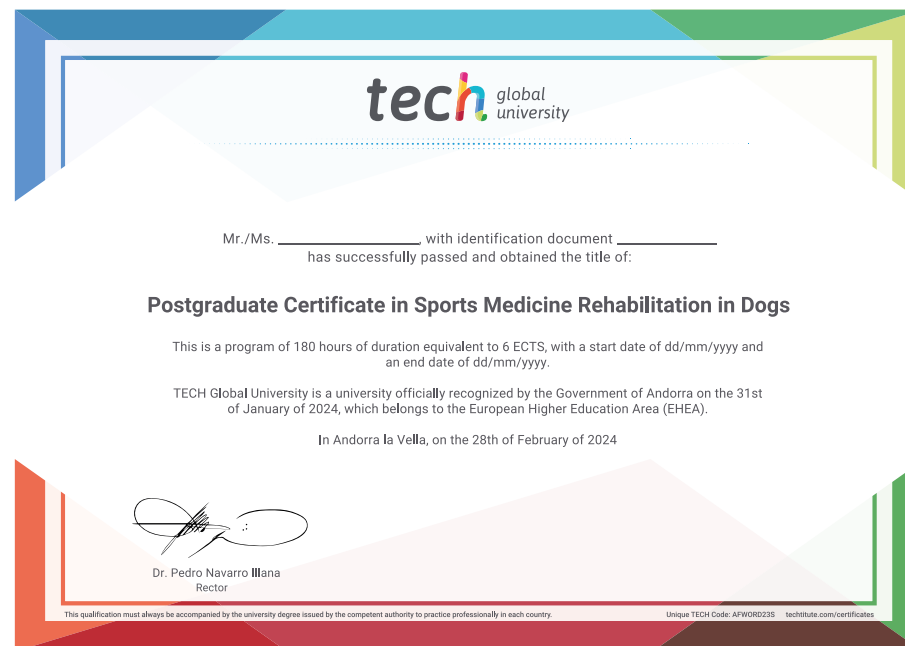 tech global university
Mr./Ms. ____________________, with identification document ______________
has successfully passed and obtained the title of:
Postgraduate Certificate in Sports Medicine Rehabilitation in Dogs
This is a program of 180 hours of duration equivalent to 6 ECTS, with a start date of dd/mm/yyyy and
an end date of dd/mm/yyyy.
TECH Global University is a university officially recognized by the Government of Andorra on the 31st
of January of 2024, which belongs to the European Higher Education Area (EHEA).
In Andorra la Vella, on the 28th of February of 2024
Dr. Pedro Navarro Illana
Rector
This qualification must always be accompanied by the university degree issued by the competent authority to practice professionally in each country. Unique TECH Code: AFWORD23S techtitute.com/certificates